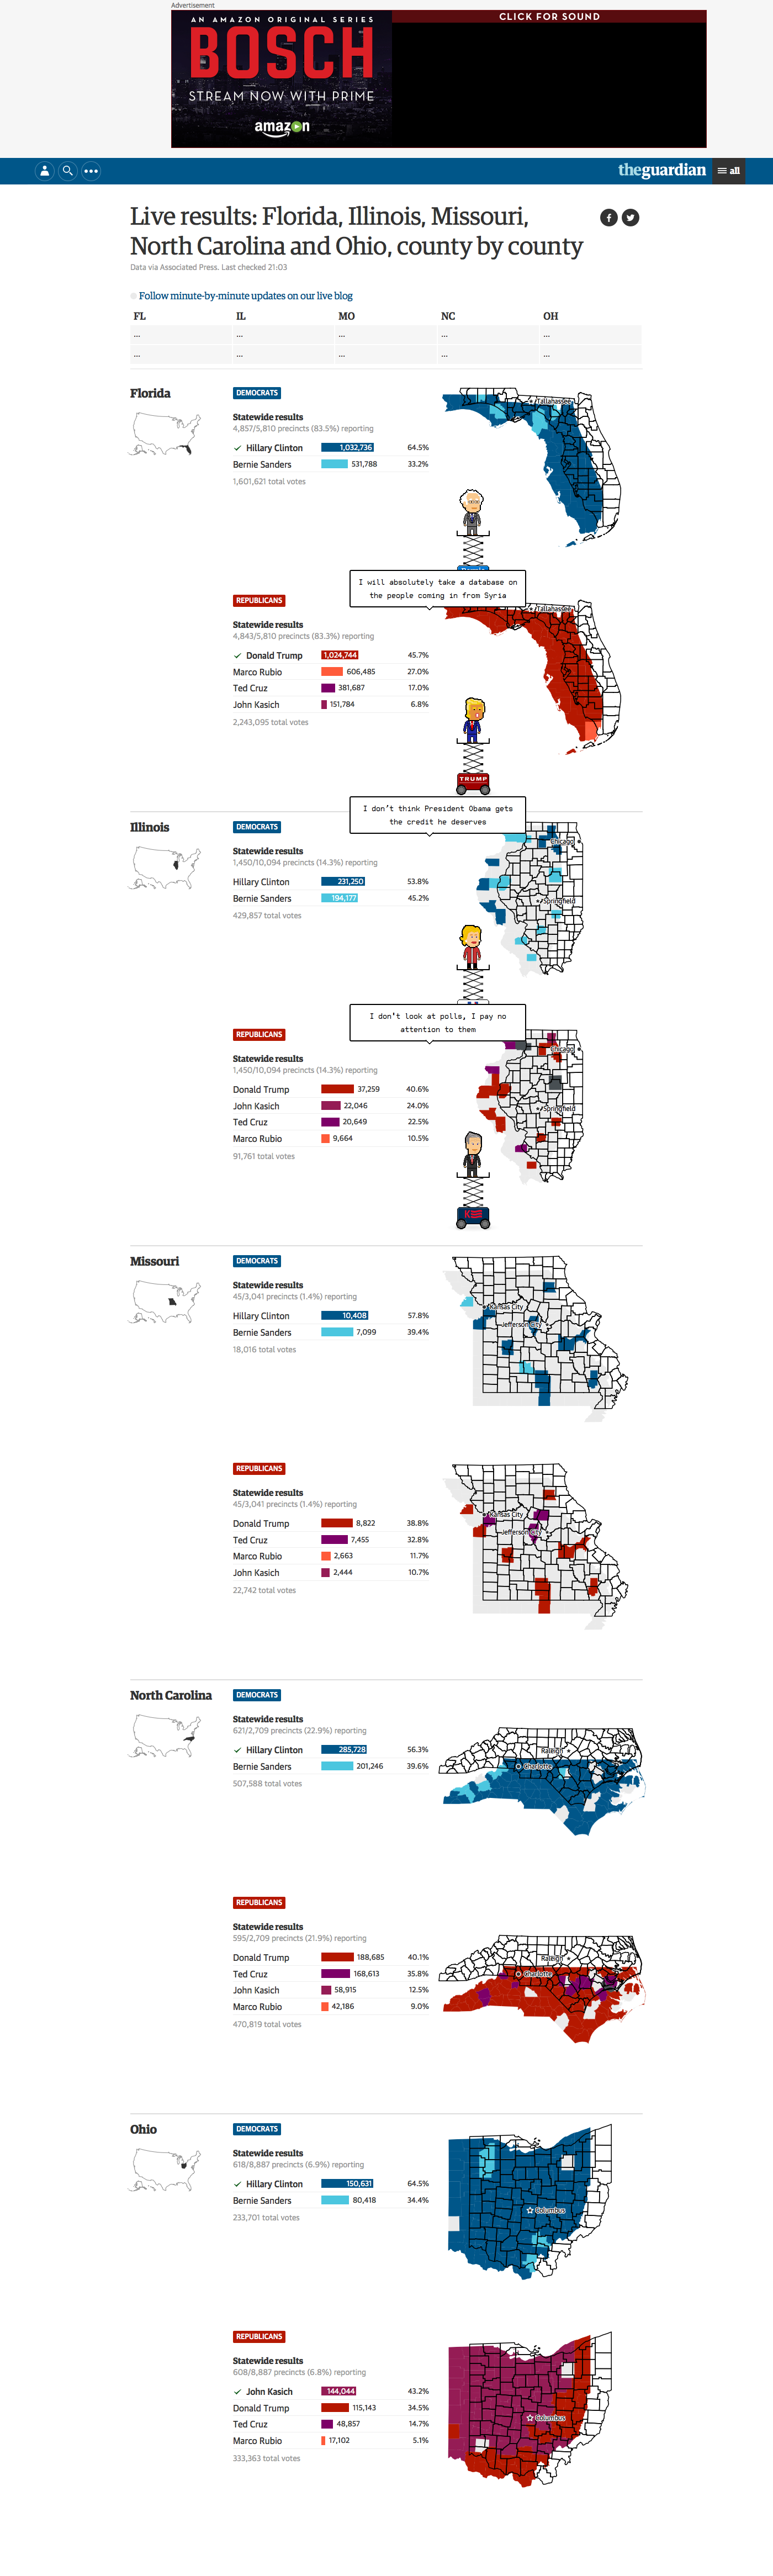 Advertisement
AN AMAZON ORIGINAL SERIES
CLICK FOR SOUND
BOSCH
STREAM NOW WITH PRIME
amazon
theguardian
all
Live results: Florida, Illinois, Missouri,
North Carolina and Ohio, county by county
Data via Associated Press. Last checked 21:03
Follow minute-by-minute updates on our live blog
FL IL MO NC OH
... ... ... ... ...
... ... ... ... ...
Florida
DEMOCRATS
Tallahassee
Statewide results
4,857/5,810 precincts (83.5%) reporting
✓ Hillary Clinton 1,032,736 64.5%
Bernie Sanders 531,788 33.2%
1,601,621 total votes
I will absolutely take a database on
the people coming in from Syria
REPUBLICANS
Tallahassee
Statewide results
4,843/5,810 precincts (83.3%) reporting
✓ Donald Trump 1,024,744 45.7%
Marco Rubio 606,485 27.0%
Ted Cruz 381,687 17.0%
John Kasich 151,784 6.8%
2,243,095 total votes
TRUMP
I don't think President Obama gets
the credit he deserves
Illinois
DEMOCRATS
Chicago
Statewide results
1,450/10,094 precincts (14.3%) reporting
Hillary Clinton 231,250 53.8%
Bernie Sanders 194,177 45.2%
Springfield
429,857 total votes
I don't look at polls, I pay no
attention to them
REPUBLICANS
Chicago
Statewide results
1,450/10,094 precincts (14.3%) reporting
Donald Trump 37,259 40.6%
John Kasich 22,046 24.0%
Springfield
Ted Cruz 20,649 22.5%
Marco Rubio 9,664 10.5%
91,761 total votes
Missouri
DEMOCRATS
Statewide results
45/3,041 precincts (1.4%) reporting
Kansas City
Hillary Clinton 10,408 57.8%
Jefferson City
Bernie Sanders 7,099 39.4%
18,016 total votes
REPUBLICANS
Statewide results
45/3,041 precincts (1.4%) reporting
Kansas City
Donald Trump 8,822 38.8%
Jefferson City
Ted Cruz 7,455 32.8%
Marco Rubio 2,663 11.7%
John Kasich 2,444 10.7%
22,742 total votes
North Carolina
DEMOCRATS
Statewide results
621/2,709 precincts (22.9%) reporting
✓ Hillary Clinton 285,728 56.3%
Raleigh
Bernie Sanders 201,246 39.6%
Charlotte
507,588 total votes
REPUBLICANS
Statewide results
595/2,709 precincts (21.9%) reporting
Donald Trump 188,685 40.1%
Raleigh
Ted Cruz 168,613 35.8%
Charlotte
John Kasich 58,915 12.5%
Marco Rubio 42,186 9.0%
470,819 total votes
Ohio
DEMOCRATS
Statewide results
618/8,887 precincts (6.9%) reporting
✓ Hillary Clinton 150,631 64.5%
Bernie Sanders 80,418 34.4%
Columbus
233,701 total votes
REPUBLICANS
Statewide results
608/8,887 precincts (6.8%) reporting
✓ John Kasich 144,044 43.2%
Donald Trump 115,143 34.5%
Columbus
Ted Cruz 48,857 14.7%
Marco Rubio 17,102 5.1%
333,363 total votes